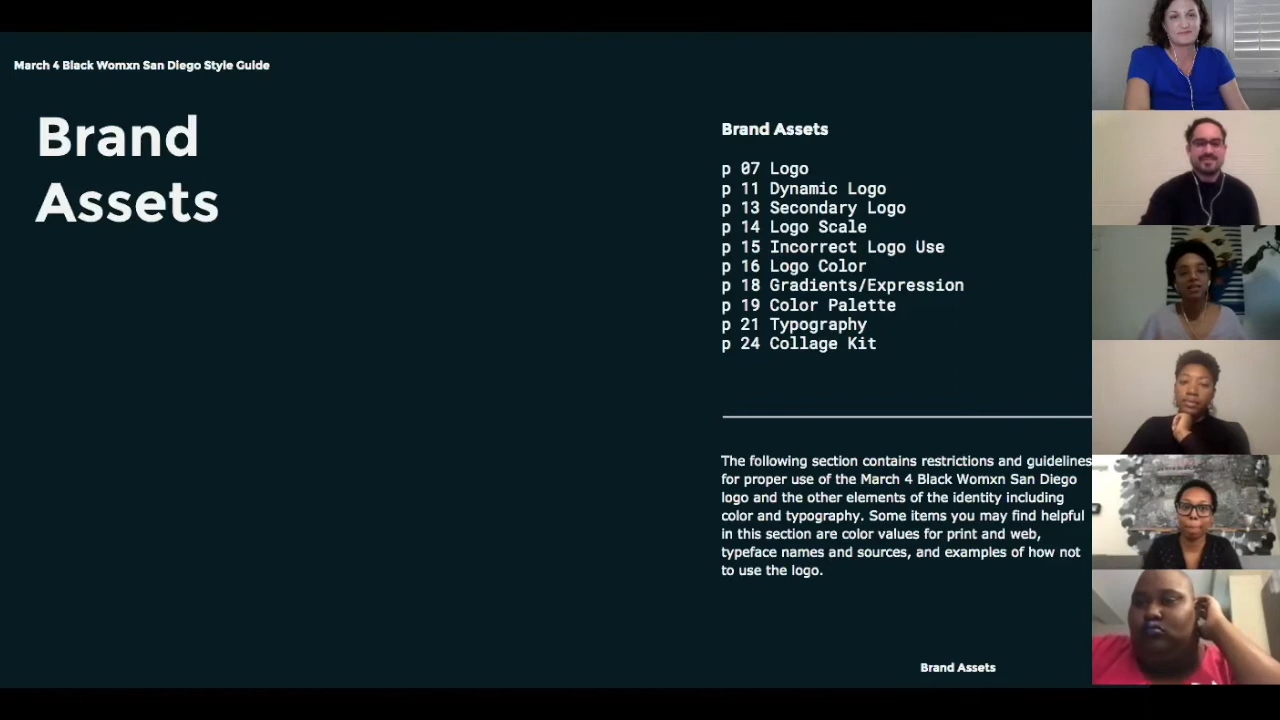 March 4 Black Womxn San Diego Style Guide
Brand
Assets
Brand Assets
p 07 Logo
p 11 Dynamic Logo
p 13 Secondary Logo
p 14 Logo Scale
p 15 Incorrect Logo Use
p 16 Logo Color
p 18 Gradients/Expression
p 19 Color Palette
p 21 Typography
p 24 Collage Kit
The following section contains restrictions and guidelines
for proper use of the March 4 Black Womxn San Diego
logo and the other elements of the identity including
color and typography. Some items you may find helpful
in this section are color values for print and web,
typeface names and sources, and examples of how not
to use the logo.
Brand Assets